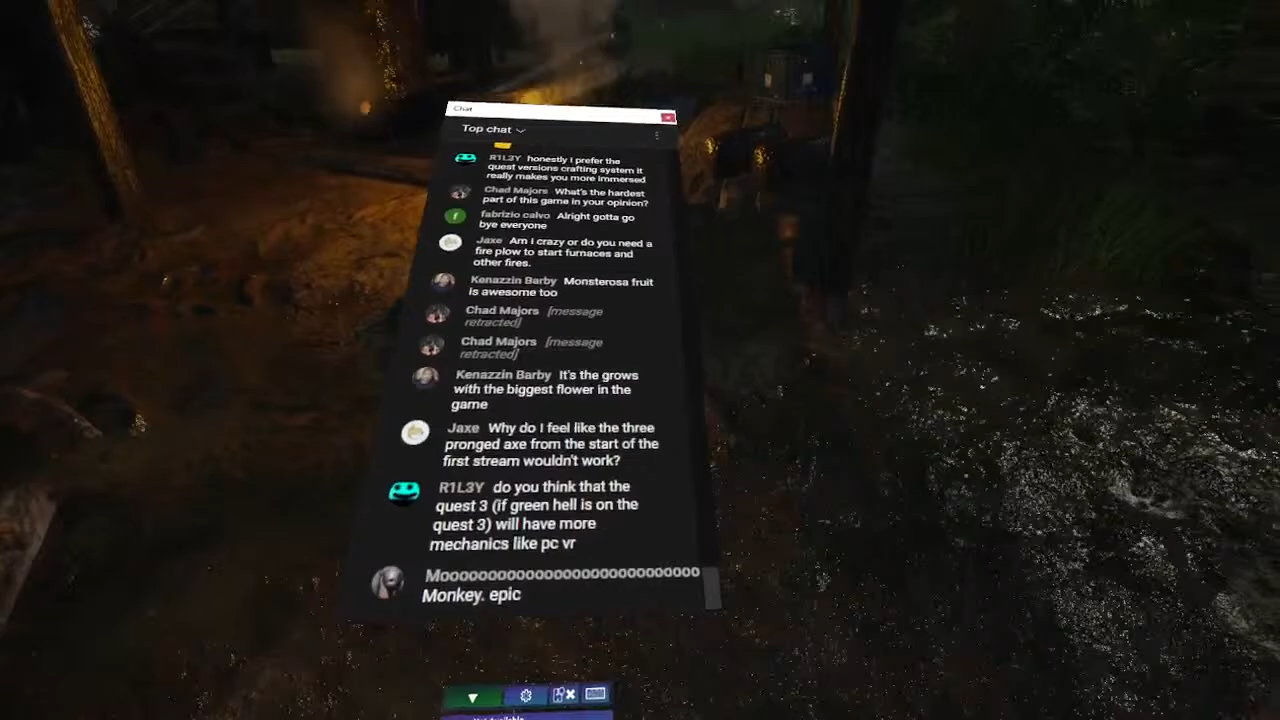 Chat
Top chat
R1L3Y honestly I prefer the
quest versions crafting system it
really makes you more immersed
Chad Majors What's the hardest
part of this game in your opinion?
f
fabrizio calvo Alright gotta go
bye everyone
Jaxe Am I crazy or do you need a
fire plow to start furnaces and
other fires.
Kenazzin Barby Monsterosa fruit
is awesome too
Chad Majors [message
retracted]
Chad Majors [message
retracted]
Kenazzin Barby It's the grows
with the biggest flower in the
game
Jaxe Why do I feel like the three
pronged axe from the start of the
first stream wouldn't work?
R1L3Y do you think that the
quest 3 (if green hell is on the
quest 3) will have more
mechanics like pc vr
Moooooooooooooooooooooooooooo
Monkey. epic